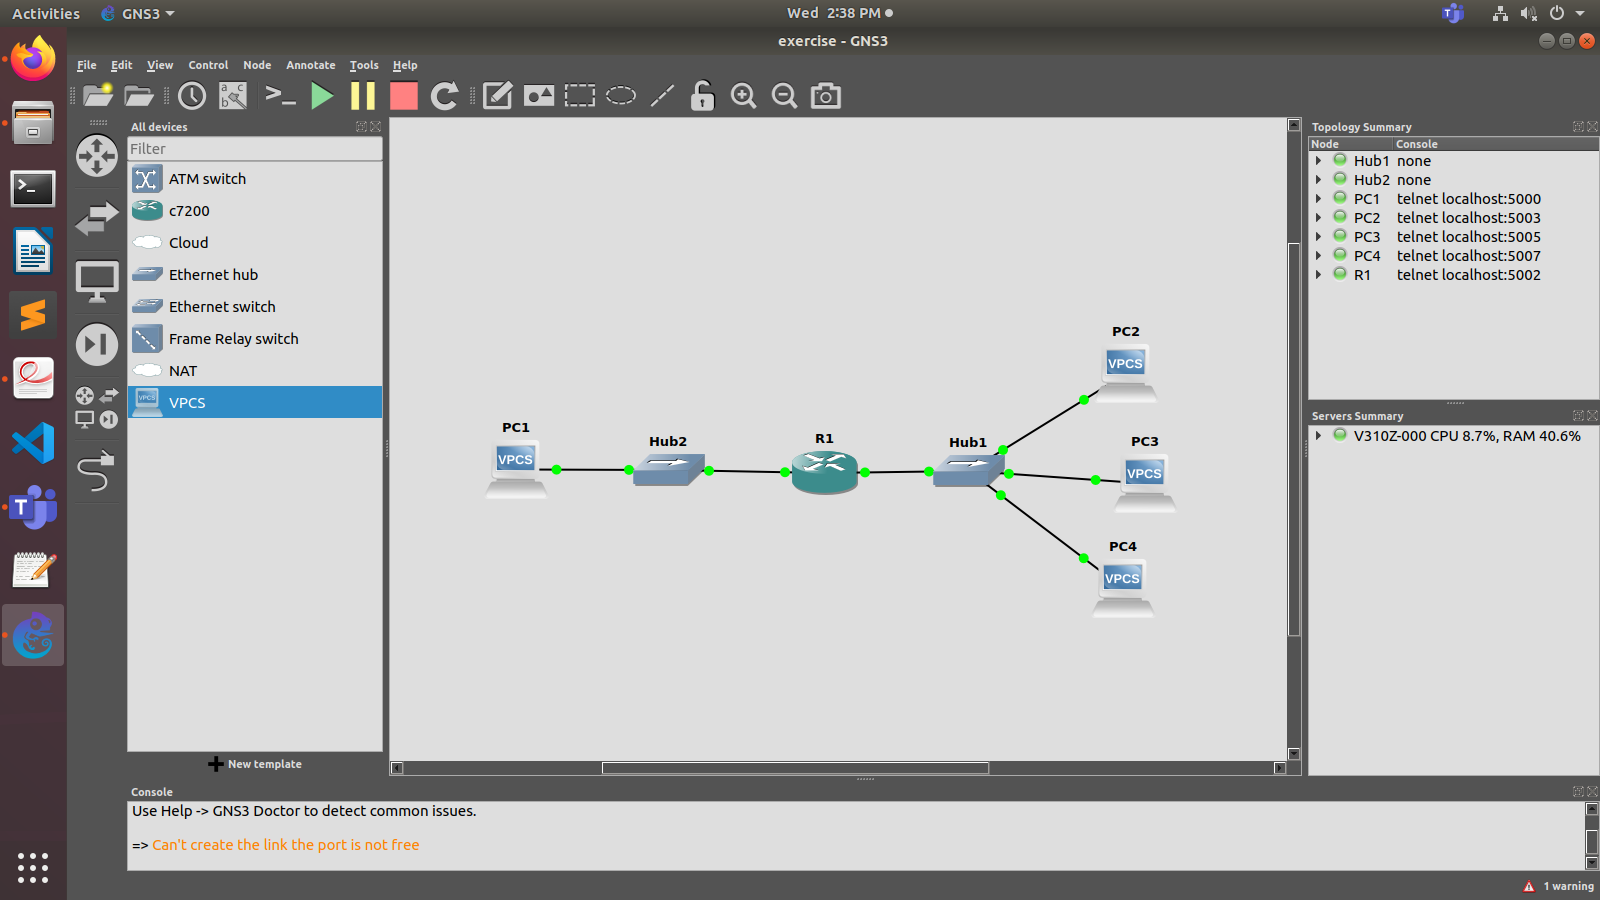 Activities GNS3 Wed 2:38 PM
exercise - GNS3
File Edit View Control Node Annotate Tools Help
All devices
Filter
ATM switch
c7200
Cloud
Ethernet hub
Ethernet switch
Frame Relay switch
NAT
VPCS
New template
PC1
VPCS
Hub2
R1
Hub1
PC2
VPCS
PC3
VPCS
PC4
VPCS
Topology Summary
Node Console
Hub1 none
Hub2 none
PC1 telnet localhost:5000
PC2 telnet localhost:5003
PC3 telnet localhost:5005
PC4 telnet localhost:5007
R1 telnet localhost:5002
Servers Summary
V310Z-000 CPU 8.7%, RAM 40.6%
Console
Use Help -> GNS3 Doctor to detect common issues.
=> Can't create the link the port is not free
1 warning